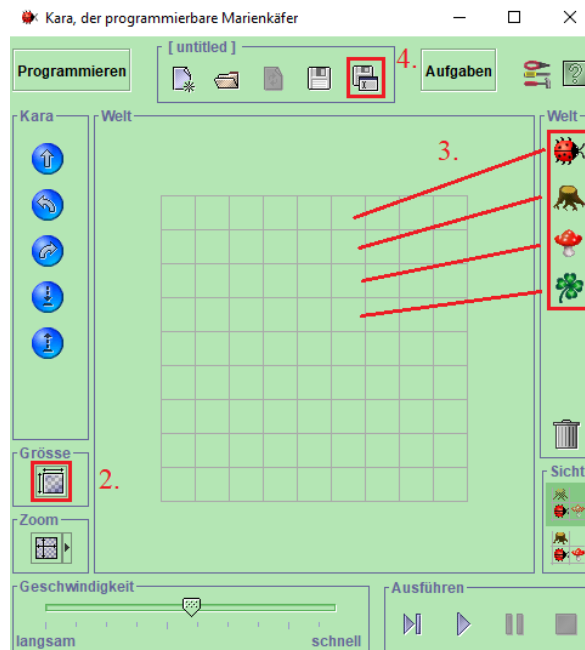 Kara, der programmierbare Marienkäfer
Programmieren
[ untitled ]
4.
Aufgaben
Kara
Welt
Welt
3.
Grösse
2.
Sicht
Zoom
Geschwindigkeit
langsam
schnell
Ausführen